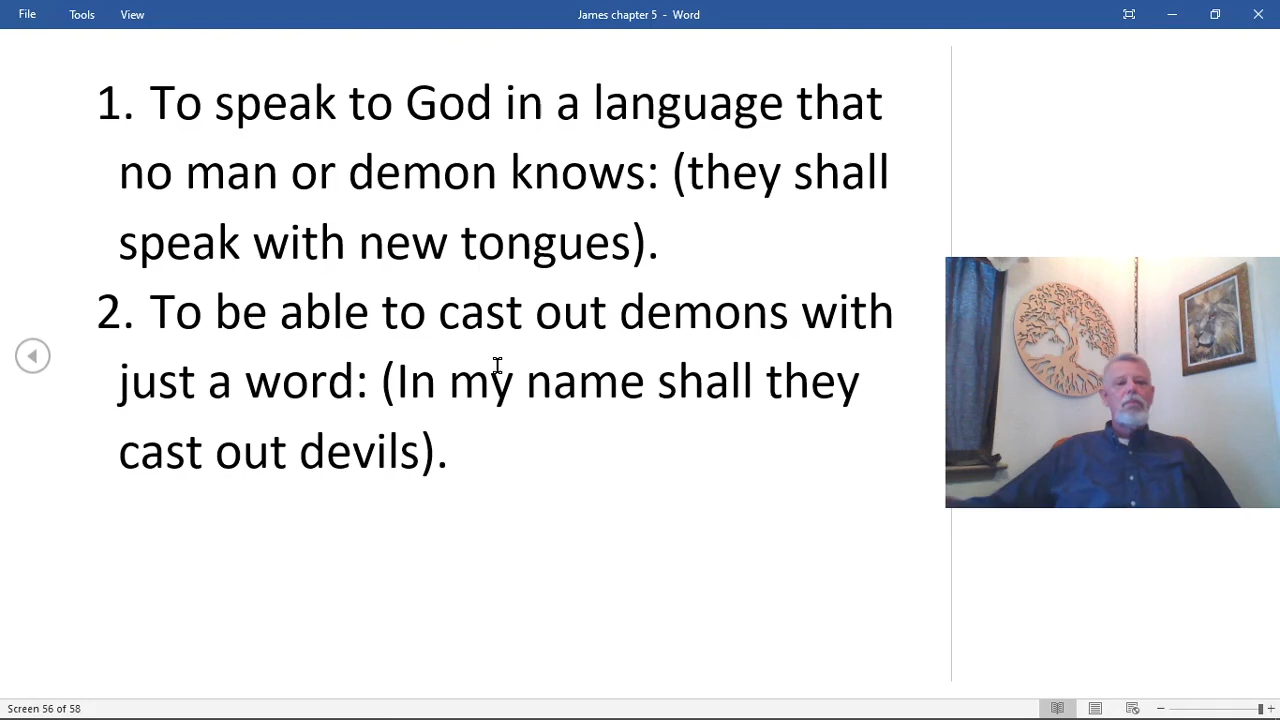 File Tools View James chapter 5 - Word
1. To speak to God in a language that
no man or demon knows: (they shall
speak with new tongues).
2. To be able to cast out demons with
just a word: (In my name shall they
cast out devils).
Screen 56 of 58